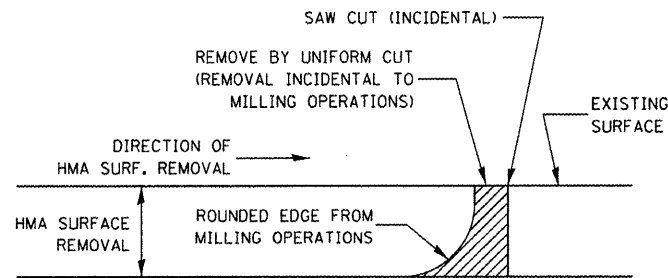 SAW CUT (INCIDENTAL)
REMOVE BY UNIFORM CUT
(REMOVAL INCIDENTAL TO
MILLING OPERATIONS)
EXISTING
SURFACE
DIRECTION OF
HMA SURF. REMOVAL
HMA SURFACE
REMOVAL
ROUNDED EDGE FROM
MILLING OPERATIONS